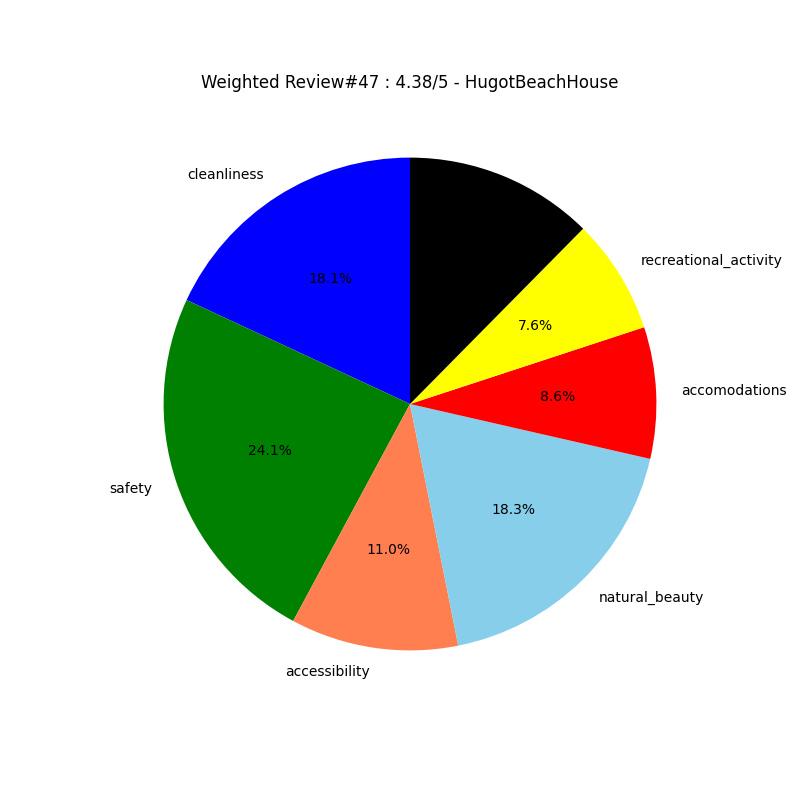 Weighted Review#47 : 4.38/5 - HugotBeachHouse
cleanliness
recreational_activity
18.1%
7.6%
accomodations
8.6%
24.1%
safety
18.3%
11.0%
natural_beauty
accessibility